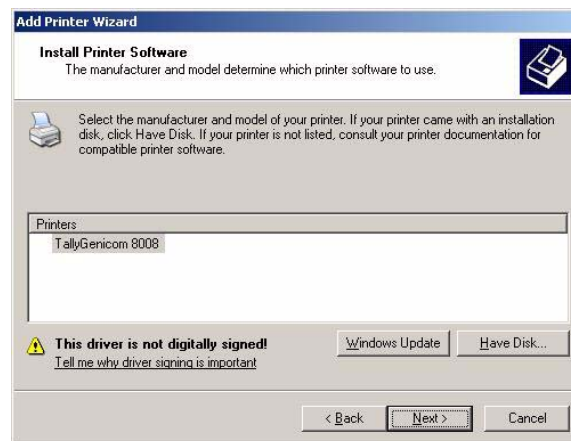 Add Printer Wizard
Install Printer Software
The manufacturer and model determine which printer software to use.
Select the manufacturer and model of your printer. If your printer came with an installation
disk, click Have Disk. If your printer is not listed, consult your printer documentation for
compatible printer software.
Printers
TallyGenicom 8008
This driver is not digitally signed!
Tell me why driver signing is important
Windows Update
Have Disk...
< Back
Next >
Cancel